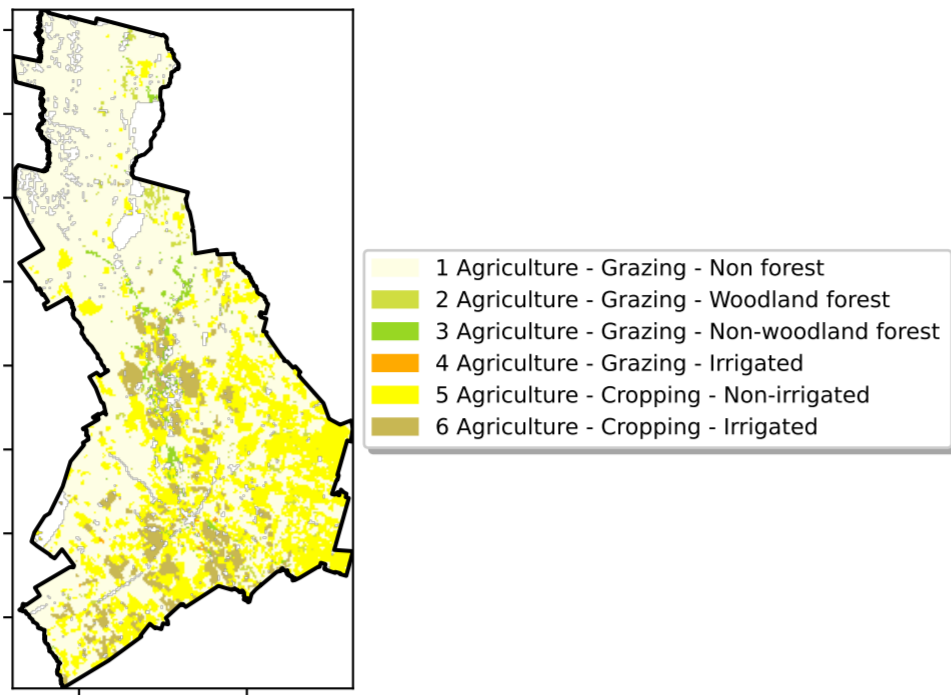 1 Agriculture - Grazing - Non forest
2 Agriculture - Grazing - Woodland forest
3 Agriculture - Grazing - Non-woodland forest
4 Agriculture - Grazing - Irrigated
5 Agriculture - Cropping - Non-irrigated
6 Agriculture - Cropping - Irrigated